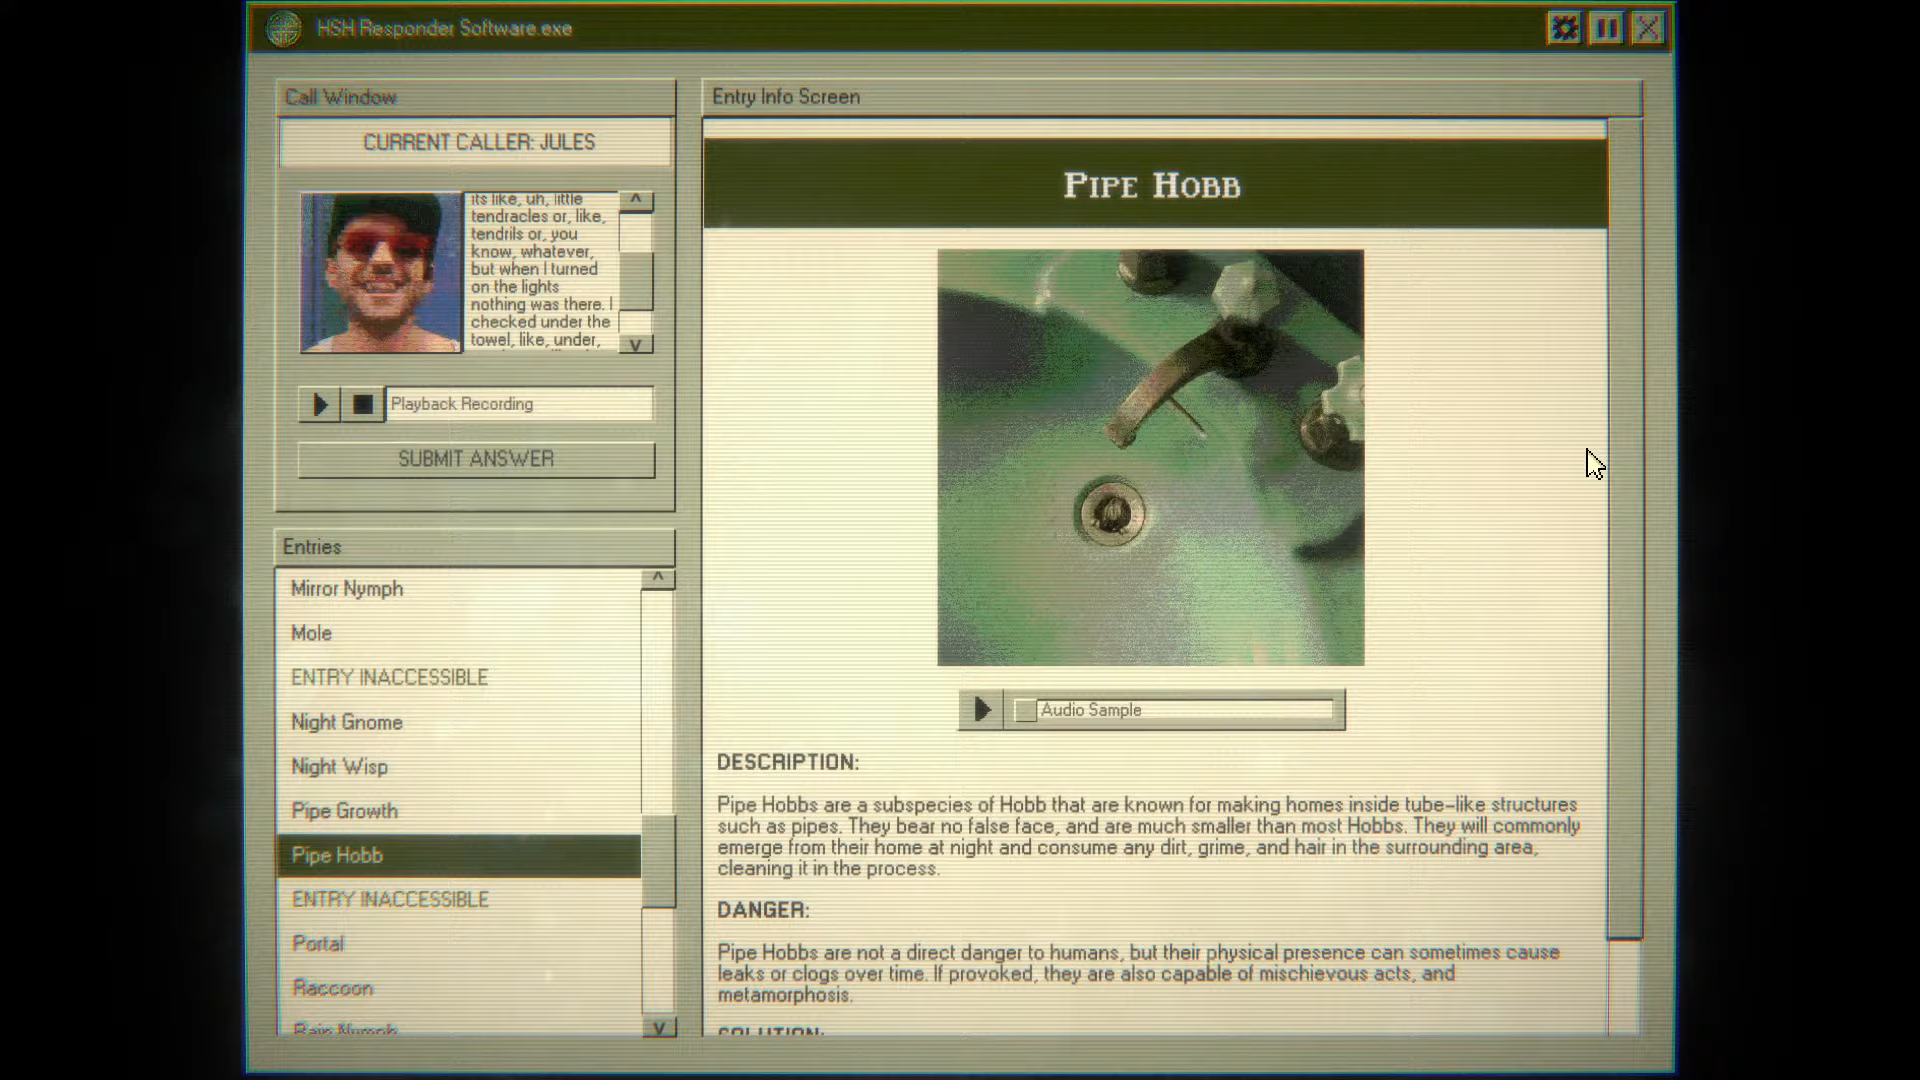 HSH Responder Software.exe
Call Window
CURRENT CALLER: JULES
its like, uh, little
tendracles or, like,
tendrils or, you
know, whatever,
but when I turned
on the lights
nothing was there. I
checked under the
towel, like, under,
Playback Recording
SUBMIT ANSWER
Entries
Mirror Nymph
Mole
ENTRY INACCESSIBLE
Night Gnome
Night Wisp
Pipe Growth
Pipe Hobb
ENTRY INACCESSIBLE
Portal
Raccoon
Rain Nymph
Entry Info Screen
PIPE HOBB
Audio Sample
DESCRIPTION:
Pipe Hobbs are a subspecies of Hobb that are known for making homes inside tube-like structures
such as pipes. They bear no false face, and are much smaller than most Hobbs. They will commonly
emerge from their home at night and consume any dirt, grime, and hair in the surrounding area,
cleaning it in the process.
DANGER:
Pipe Hobbs are not a direct danger to humans, but their physical presence can sometimes cause
leaks or clogs over time. If provoked, they are also capable of mischievous acts, and
metamorphosis.
SOLUTION: